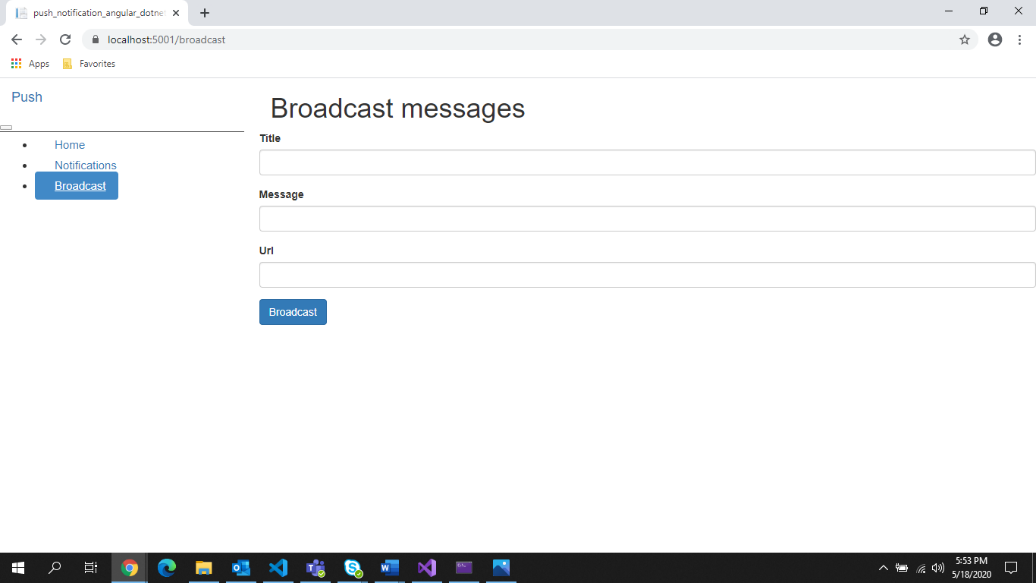 push_notification_angular_dotne
localhost:5001/broadcast
Apps
Favorites
Push
Home
Notifications
Broadcast
Broadcast messages
Title
Message
Url
Broadcast
5:53 PM
5/18/2020